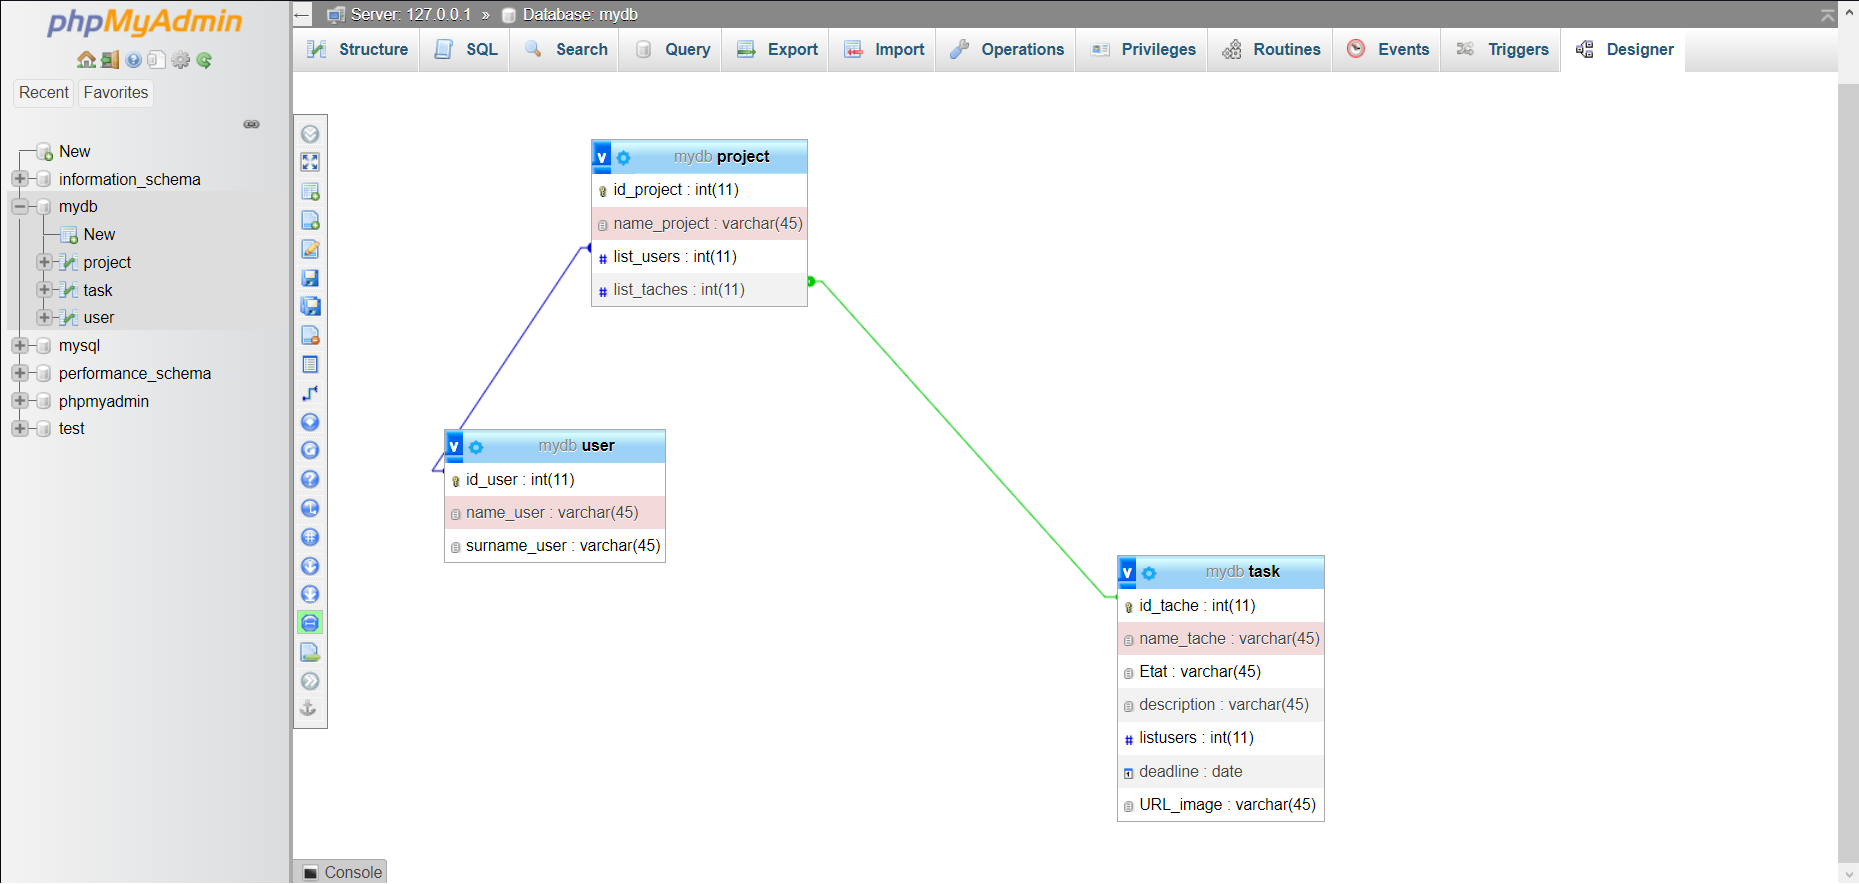 phpMyAdmin
Recent Favorites
New
information_schema
mydb
New
project
task
user
mysql
performance_schema
phpmyadmin
test
Server: 127.0.0.1 » Database: mydb
Structure SQL Search Query Export Import Operations Privileges Routines Events Triggers Designer
v mydb project
id_project : int(11)
name_project : varchar(45)
# list_users : int(11)
# list_taches : int(11)
v mydb user
id_user : int(11)
name_user : varchar(45)
surname_user : varchar(45)
v mydb task
id_tache : int(11)
name_tache : varchar(45)
Etat : varchar(45)
description : varchar(45)
# listusers : int(11)
deadline : date
URL_image : varchar(45)
Console